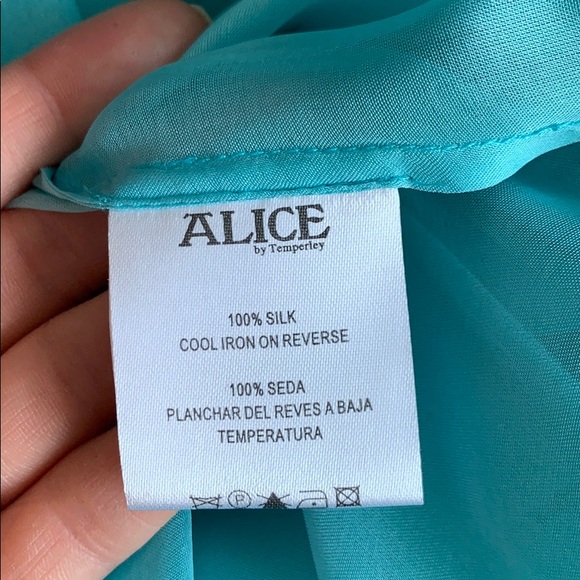 ALICE
by Temperley
100% SILK
COOL IRON ON REVERSE
100% SEDA
PLANCHAR DEL REVES A BAJA
TEMPERATURA
P